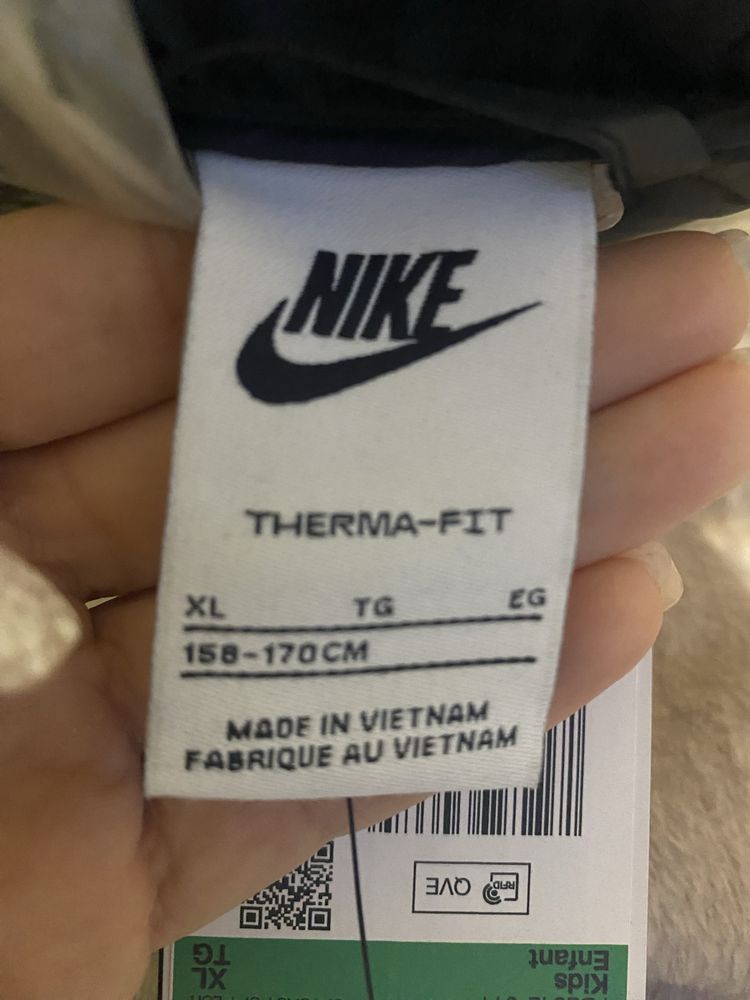 NIKE
THERMA-FIT
XL TG EG
158-170CM
MADE IN VIETNAM
FABRIQUE AU VIETNAM
RFID QVE
Kids XL
Enfant TG